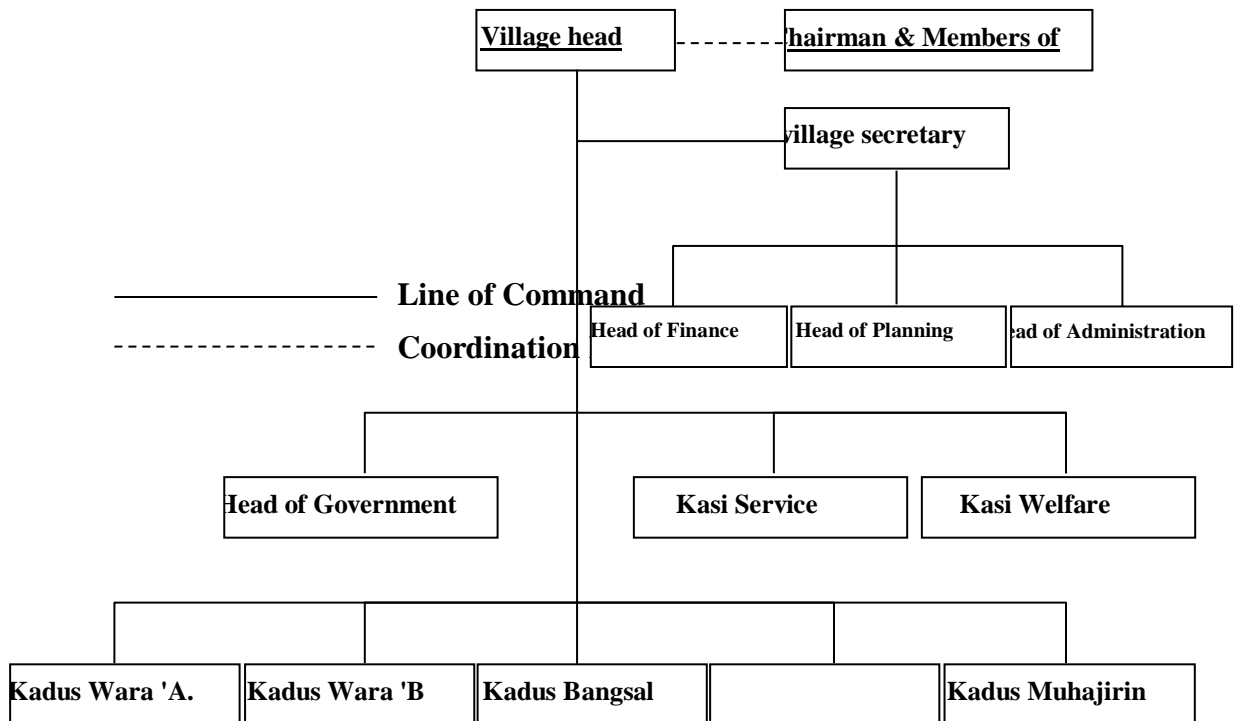 Village head
hairman & Members of
village secretary
Line of Command
Coordination
Head of Finance
Head of Planning
ead of Administration
Head of Government
Kasi Service
Kasi Welfare
Kadus Wara 'A.
Kadus Wara 'B
Kadus Bangsal
Kadus Muhajirin